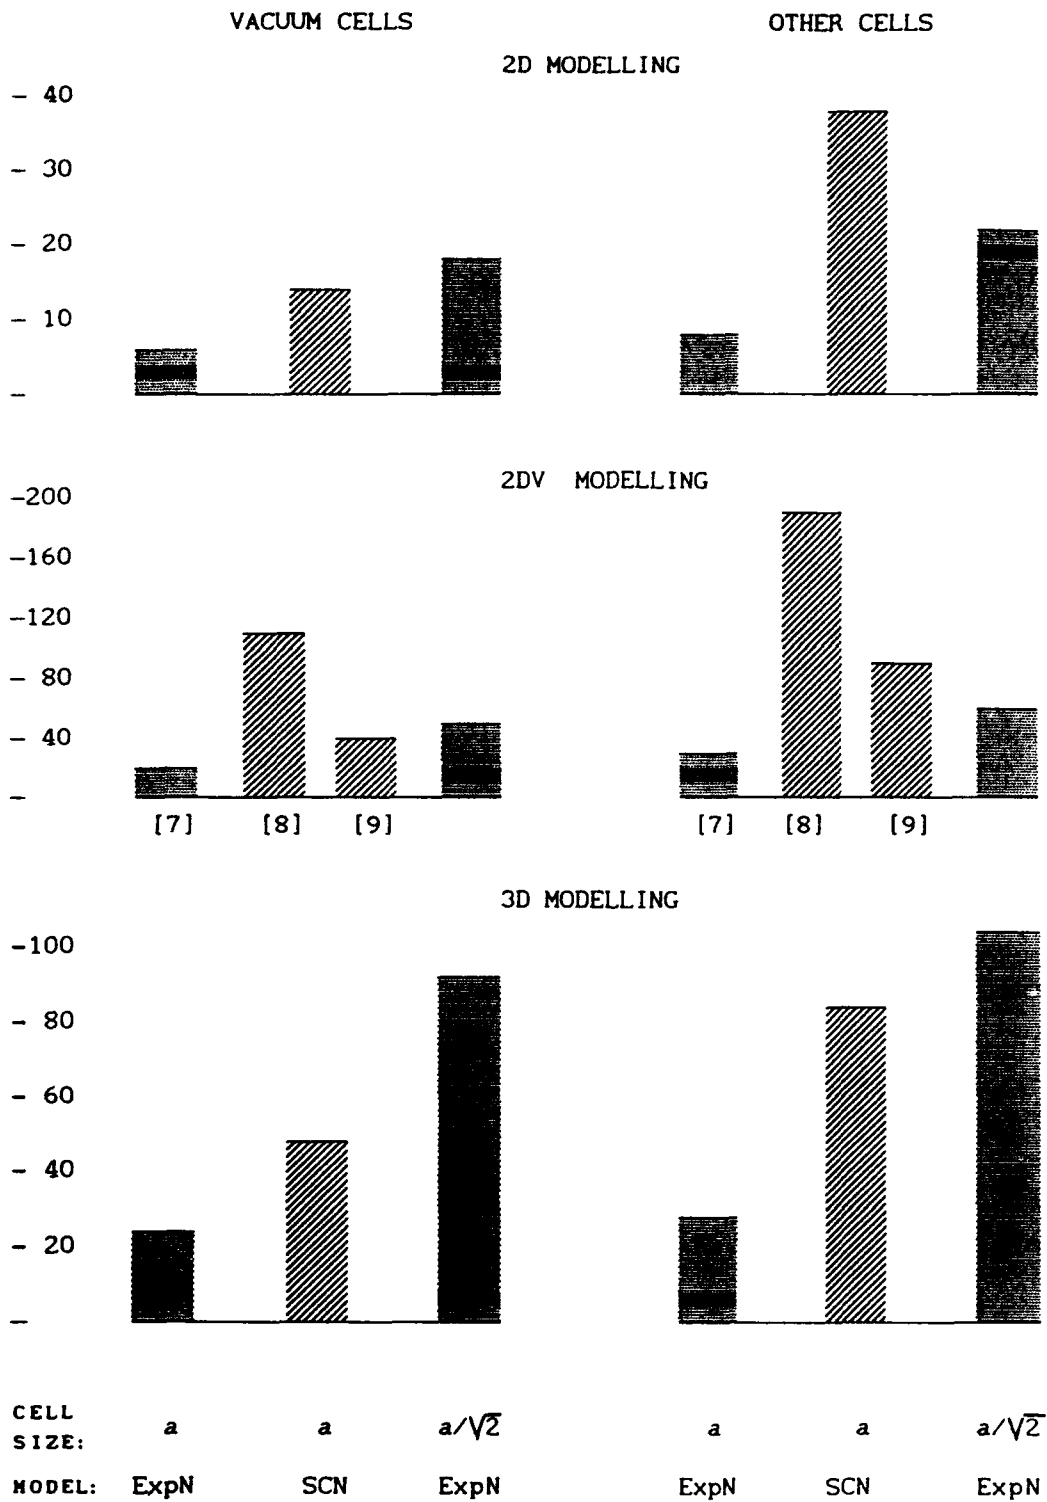 VACUUM CELLS OTHER CELLS
2D MODELLING
- 40
- 30
- 20
- 10
-
2DV MODELLING
-200
-160
-120
- 80
- 40
-
[7] [8] [9] [7] [8] [9]
3D MODELLING
-100
- 80
- 60
- 40
- 20
-
CELL SIZE: a a a/√2 a a a/√2
MODEL: ExpN SCN ExpN ExpN SCN ExpN